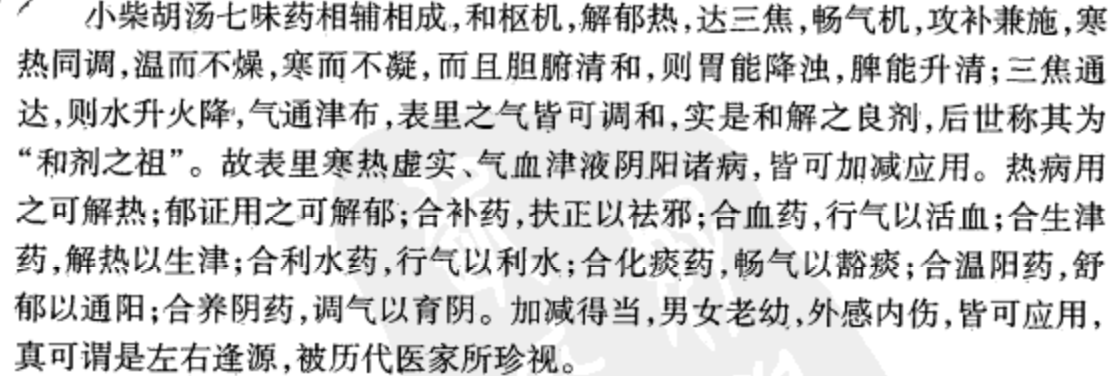 小柴胡汤七味药相辅相成,和枢机,解郁热,达三焦,畅气机,攻补兼施,寒
热同调,温而不燥,寒而不凝,而且胆腑清和,则胃能降浊,脾能升清;三焦通
达,则水升火降,气通津布,表里之气皆可调和,实是和解之良剂,后世称其为
“和剂之祖”。故表里寒热虚实、气血津液阴阳诸病,皆可加减应用。热病用
之可解热;郁证用之可解郁;合补药,扶正以祛邪;合血药,行气以活血;合生津
药,解热以生津;合利水药,行气以利水;合化痰药,畅气以豁痰;合温阳药,舒
郁以通阳;合养阴药,调气以育阴。加减得当,男女老幼,外感内伤,皆可应用,
真可谓是左右逢源,被历代医家所珍视。